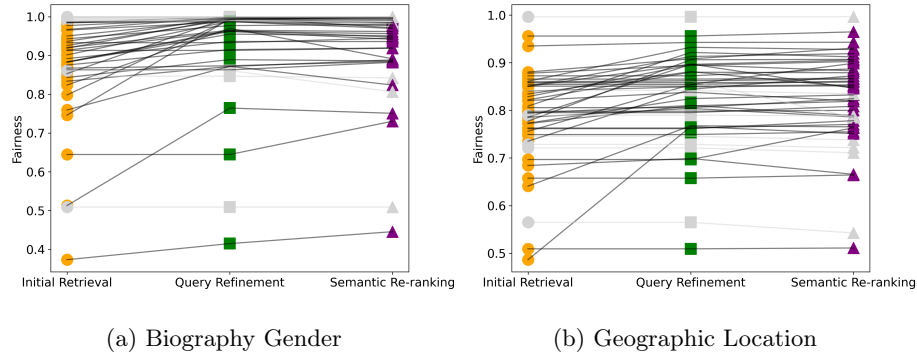 1.0
0.9
0.8
0.7
0.6
0.5
0.4
Fairness
Initial Retrieval Query Refinement Semantic Re-ranking
(a) Biography Gender
1.0
0.9
0.8
0.7
0.6
0.5
Fairness
Initial Retrieval Query Refinement Semantic Re-ranking
(b) Geographic Location